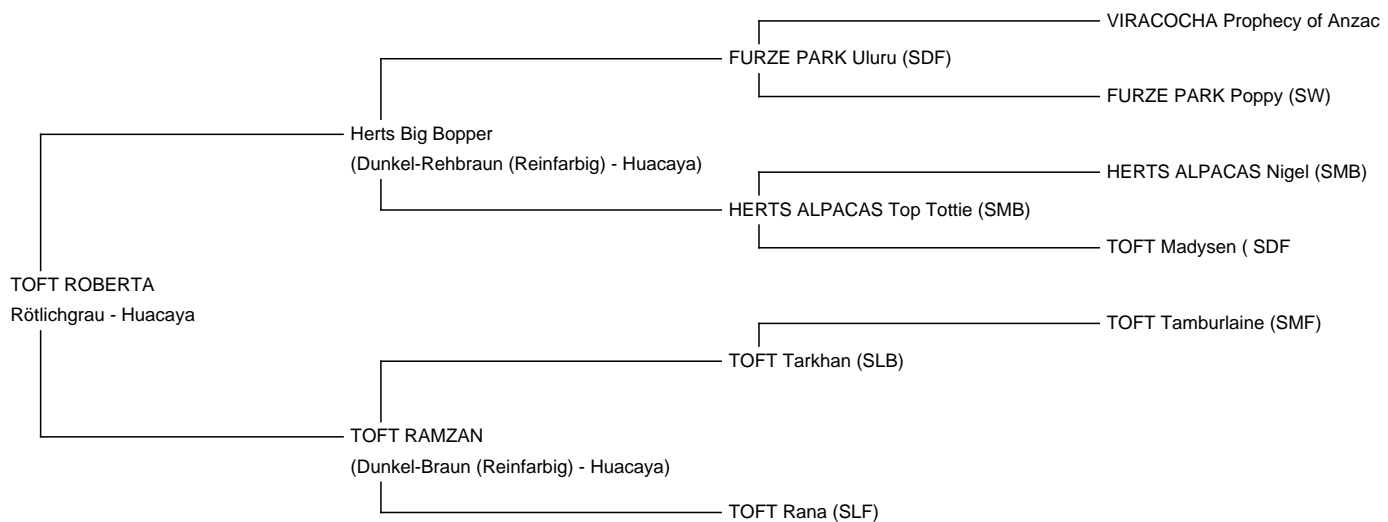 VIRACOCHA Prophecy of Anzac
FURZE PARK Uluru (SDF)
FURZE PARK Poppy (SW)
Herts Big Bopper
(Dunkel-Rehbraun (Reinfarbig) - Huacaya)
HERTS ALPACAS Nigel (SMB)
HERTS ALPACAS Top Tottie (SMB)
TOFT Madysen ( SDF
TOFT ROBERTA
Rötlichgrau - Huacaya
TOFT Tamburlaine (SMF)
TOFT Tarkhan (SLB)
TOFT RAMZAN
(Dunkel-Braun (Reinfarbig) - Huacaya)
TOFT Rana (SLF)